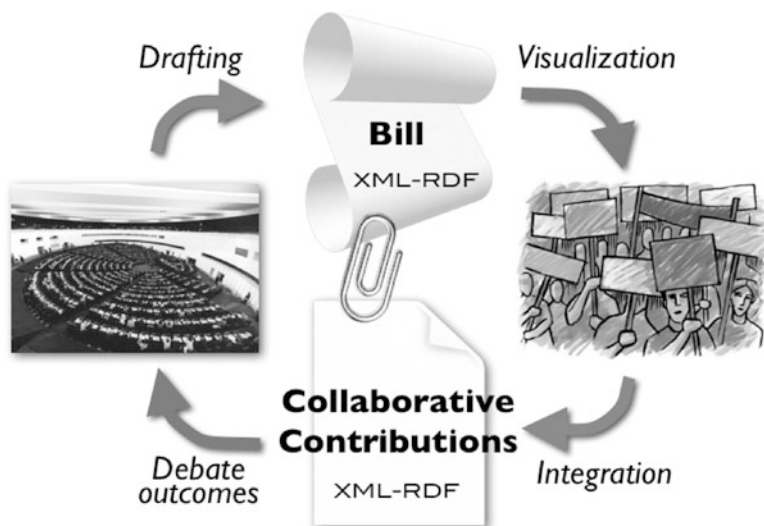 Drafting
Visualization
Bill
XML-RDF
Collaborative
Contributions
XML-RDF
Debate
outcomes
Integration